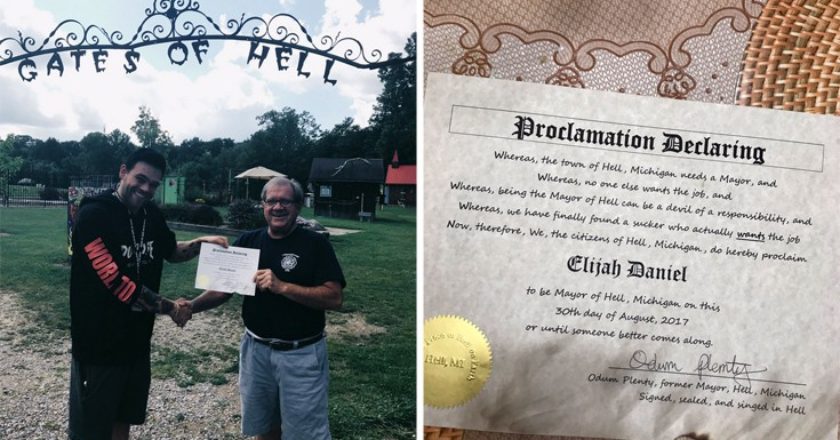 GATES OF HELL
WORLD TO
Proclamation Declaring
Whereas, the town of Hell, Michigan needs a Mayor, and
Whereas, no one else wants the job, and
Whereas, being the Mayor of Hell can be a devil of a responsibility, and
Whereas, we have finally found a sucker who actually wants the job
Now, therefore, We, the citizens of Hell, Michigan, do hereby proclaim
Elijah Daniel
to be Mayor of Hell, Michigan on this
30th day of August, 2017
or until someone better comes along.
Odum Plenty
Odum Plenty, former Mayor, Hell, Michigan
Signed, sealed, and singed in Hell